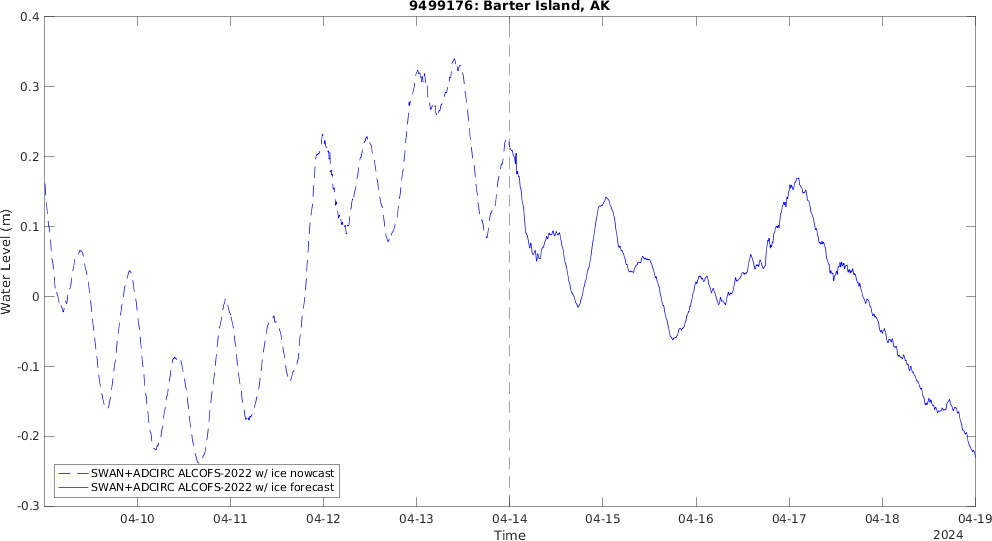 9499176: Barter Island, AK
0.4
0.3
0.2
0.1
0
-0.1
-0.2
-0.3
Water Level (m)
SWAN+ADCIRC ALCOFS-2022 w/ ice nowcast
SWAN+ADCIRC ALCOFS-2022 w/ ice forecast
04-10 04-11 04-12 04-13 04-14 04-15 04-16 04-17 04-18 04-19
Time
2024